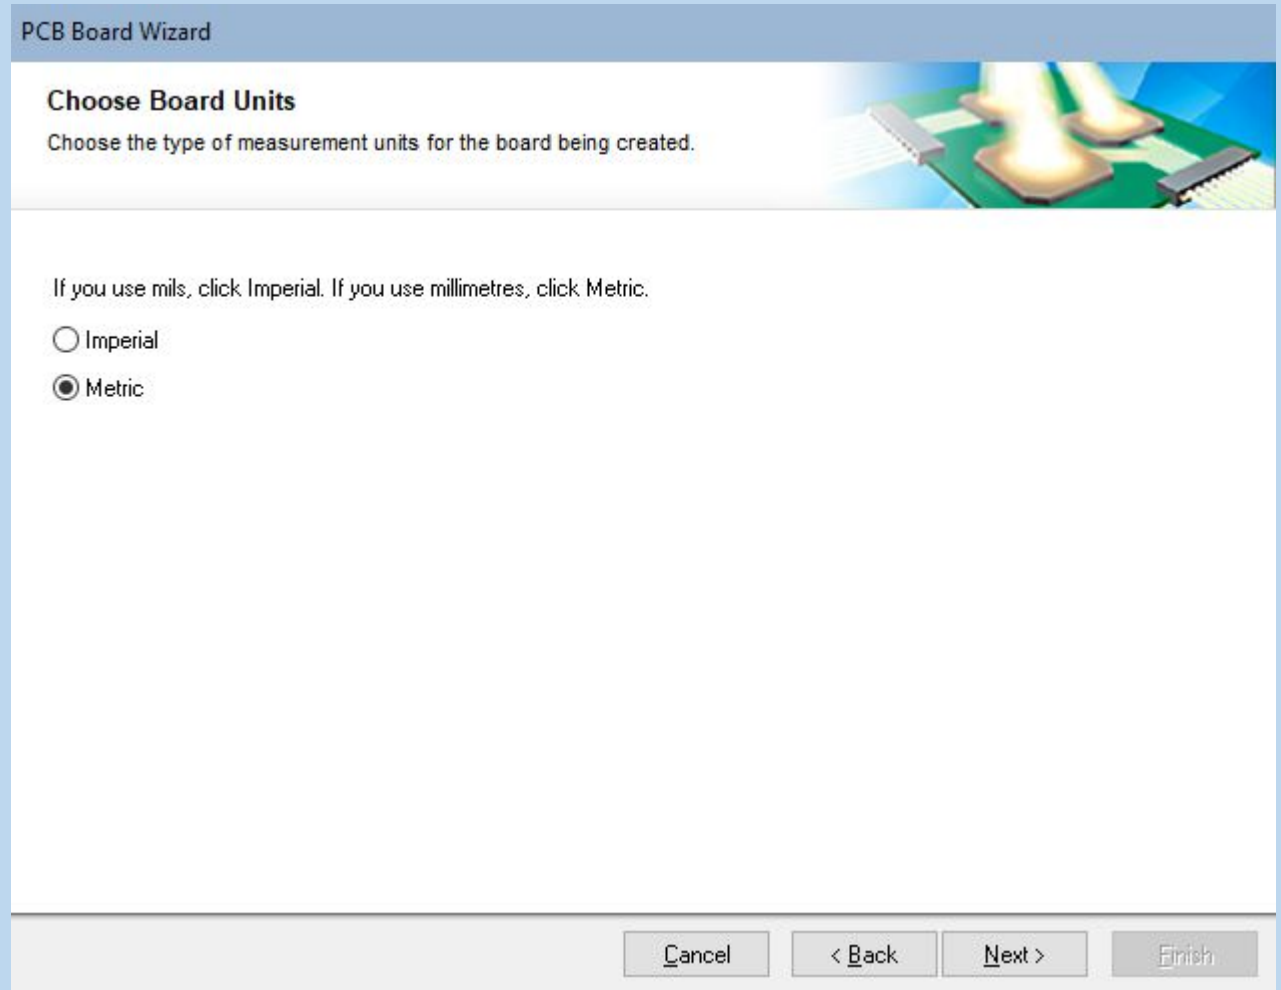 PCB Board Wizard
Choose Board Units
Choose the type of measurement units for the board being created.
If you use mils, click Imperial. If you use millimetres, click Metric.
Imperial
Metric
Cancel
< Back
Next >
Finish